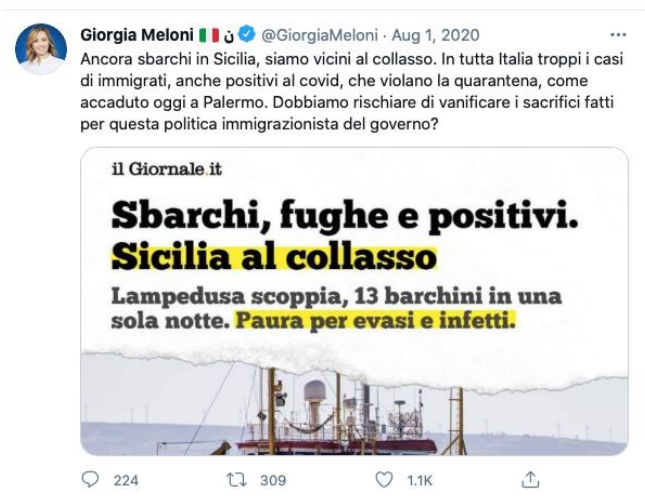 Giorgia Meloni 🇮🇹 ن @GiorgiaMeloni · Aug 1, 2020
Ancora sbarchi in Sicilia, siamo vicini al collasso. In tutta Italia troppi i casi
di immigrati, anche positivi al covid, che violano la quarantena, come
accaduto oggi a Palermo. Dobbiamo rischiare di vanificare i sacrifici fatti
per questa politica immigrazionista del governo?
il Giornale.it
Sbarchi, fughe e positivi.
Sicilia al collasso
Lampedusa scoppia, 13 barchini in una
sola notte. Paura per evasi e infetti.
224 309 1.1K